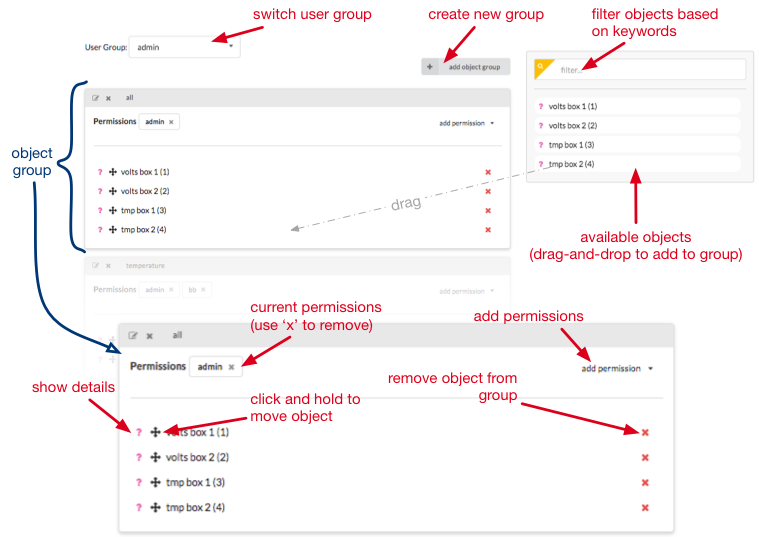 switch user group
create new group
filter objects based
on keywords
User Group: admin
+ add object group
filter...
all
Permissions admin ×
add permission
volts box 1 (1)
volts box 2 (2)
tmp box 1 (3)
tmp box 2 (4)
object
group
? volts box 1 (1)
? volts box 2 (2)
? tmp box 1 (3)
? tmp box 2 (4)
drag
available objects
(drag-and-drop to add to group)
temperature
Permissions admin × bb ×
add permission
current permissions
(use ‘x’ to remove)
add permissions
all
Permissions admin ×
add permission
show details
remove object from
group
click and hold to
move object
? volts box 1 (1)
? volts box 2 (2)
? tmp box 1 (3)
? tmp box 2 (4)